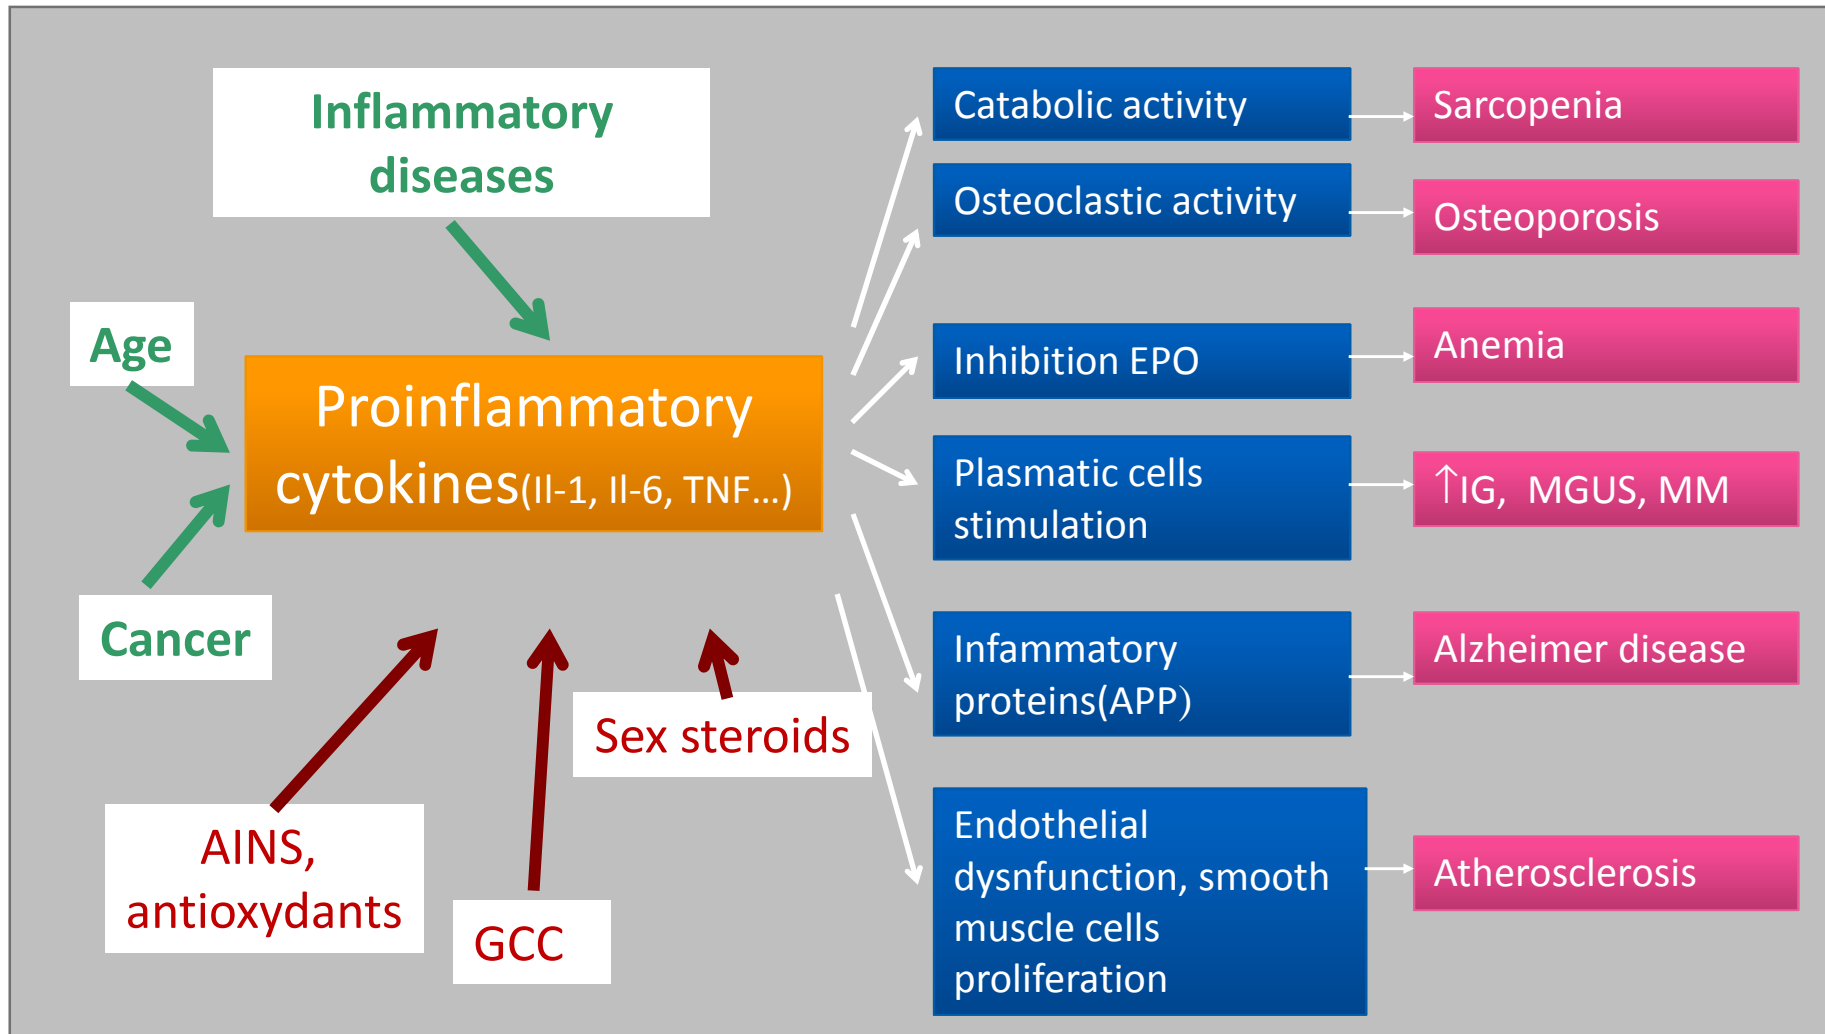 Inflammatory
diseases
Age
Proinflammatory
cytokines(Il-1, Il-6, TNF...)
Cancer
Sex steroids
AINS,
antioxydants
GCC
Catabolic activity
Sarcopenia
Osteoclastic activity
Osteoporosis
Inhibition EPO
Anemia
Plasmatic cells
stimulation
↑IG, MGUS, MM
Infammatory
proteins(APP)
Alzheimer disease
Endothelial
dysnfunction, smooth
muscle cells
proliferation
Atherosclerosis